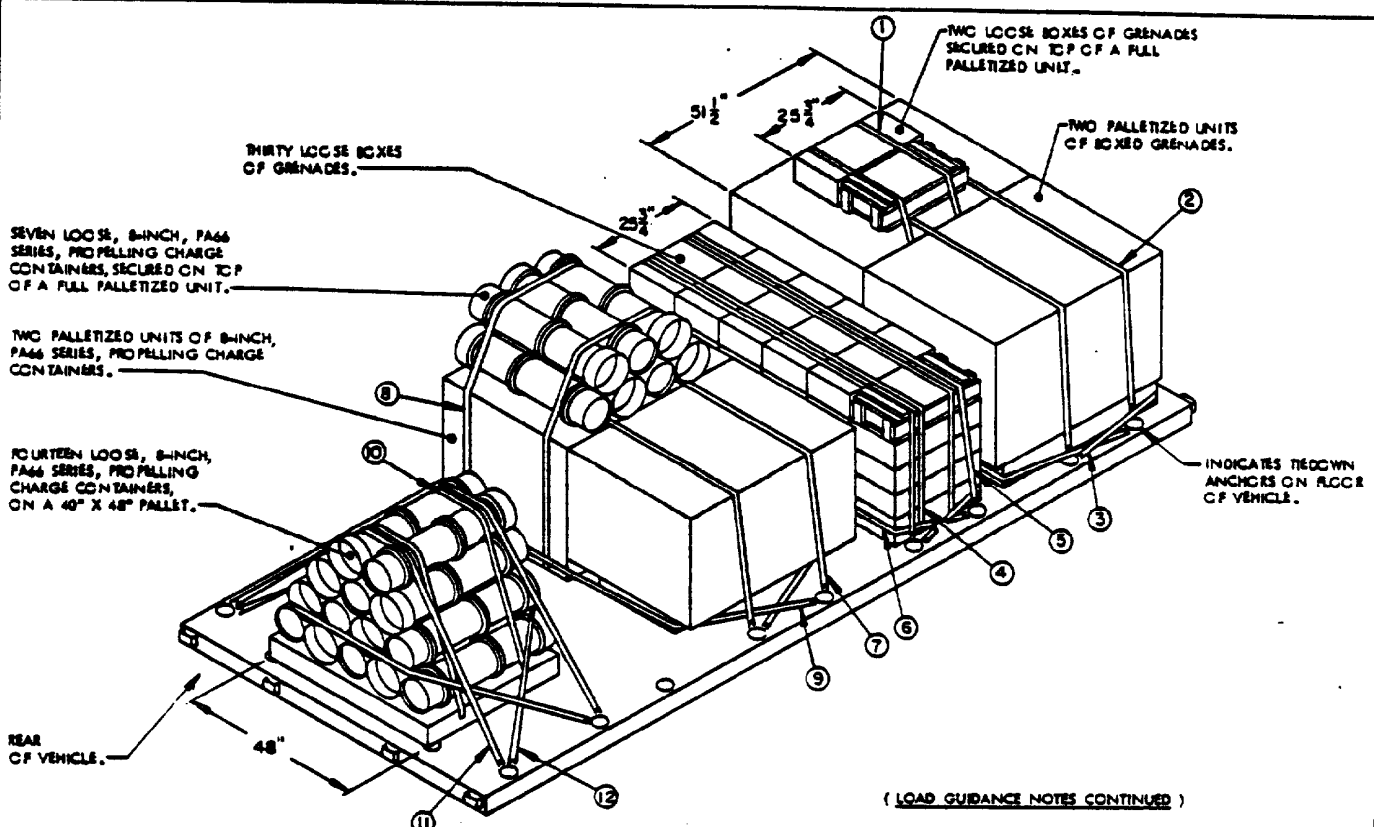 ①
TWO LOOSE BOXES OF GRENADES
SECURED ON TOP OF A FULL
PALLETIZED UNIT.
51 1/2"
25 3/4"
TWO PALLETIZED UNITS
OF BOXED GRENADES.
THIRTY LOOSE BOXES
OF GRENADES.
②
25 3/4"
SEVEN LOOSE, 8-INCH, PA66
SERIES, PROPELLING CHARGE
CONTAINERS, SECURED ON TOP
OF A FULL PALLETIZED UNIT.
TWO PALLETIZED UNITS OF 8-INCH,
PA66 SERIES, PROPELLING CHARGE
CONTAINERS.
⑧
FOURTEEN LOOSE, 8-INCH,
PA66 SERIES, PROPELLING
CHARGE CONTAINERS,
ON A 40" X 48" PALLET.
⑩
INDICATES TIEDOWN
ANCHORS ON FLOOR
OF VEHICLE.
③
⑤
④
⑥
⑦
⑨
REAR
OF VEHICLE.
48"
⑫
⑪
( LOAD GUIDANCE NOTES CONTINUED )